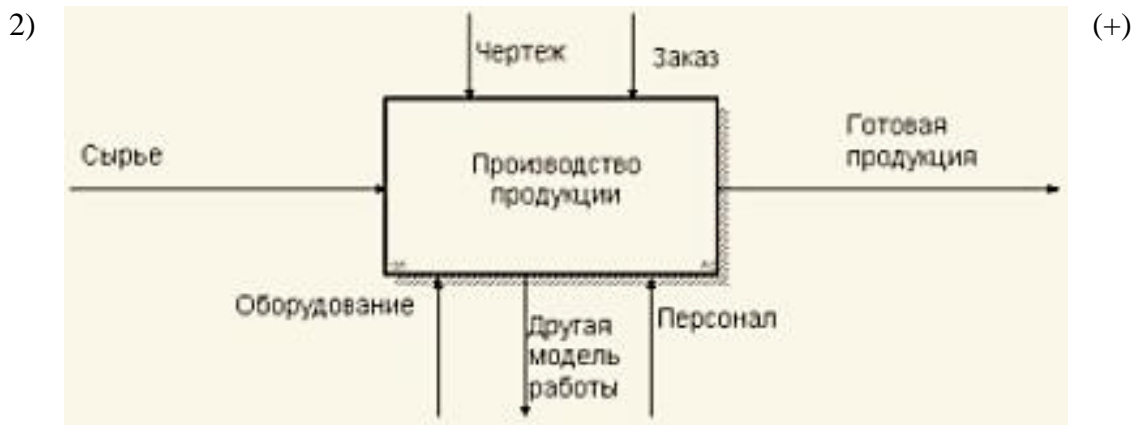 2)
(+)
Чертеж
Заказ
Сырье
Производство
продукции
Готовая
продукция
Оборудование
Другая
модель
работы
Персонал